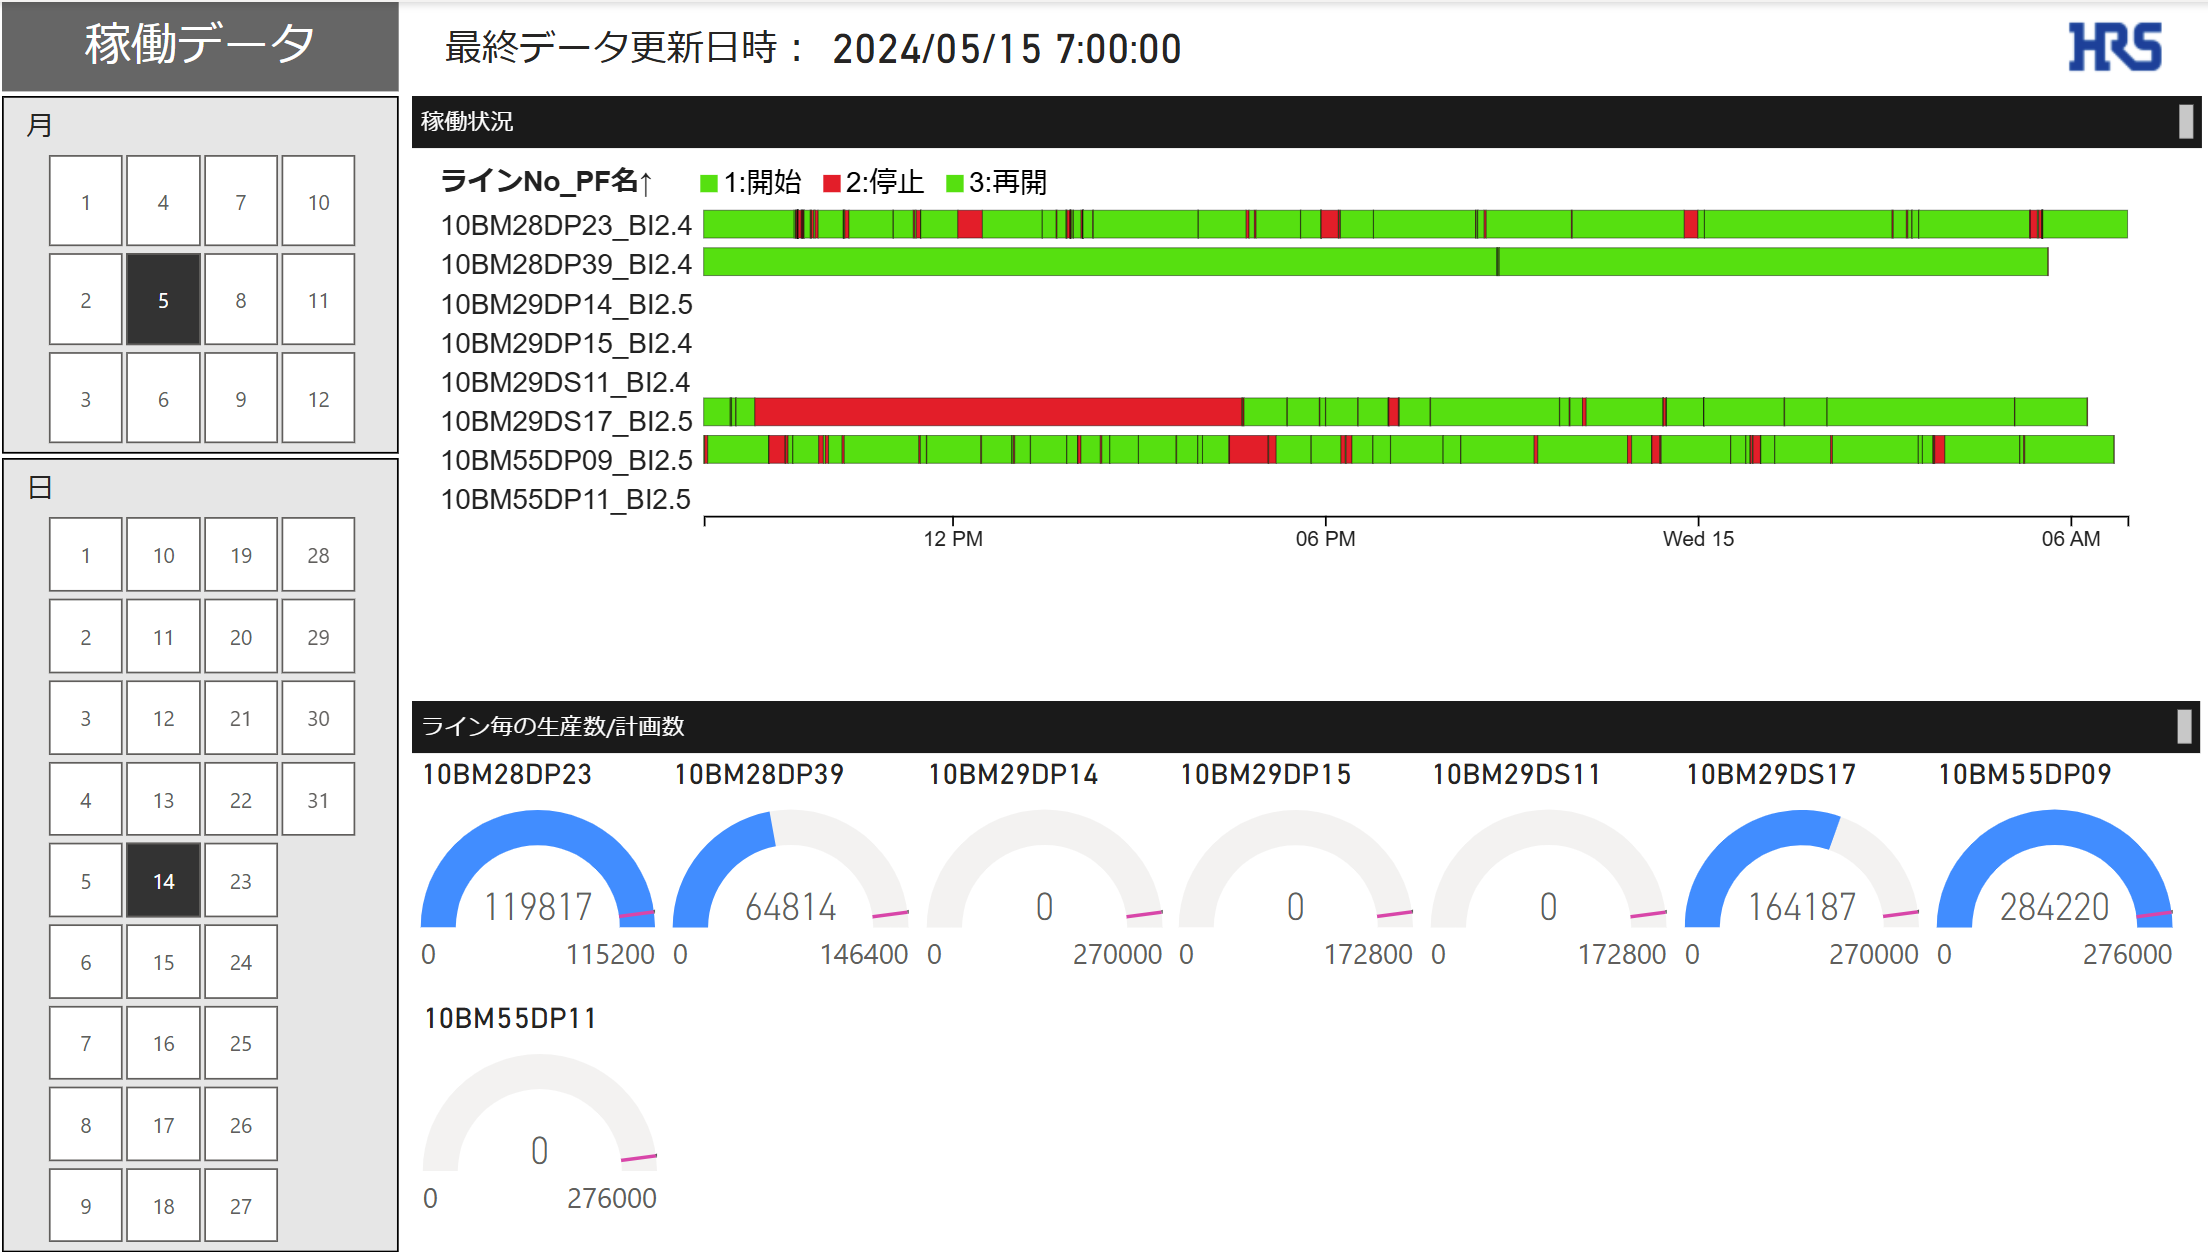 稼働データ
最終データ更新日時： 2024/05/15 7:00:00
HRS
月
1 4 7 10
2 5 8 11
3 6 9 12
日
1 10 19 28
2 11 20 29
3 12 21 30
4 13 22 31
5 14 23
6 15 24
7 16 25
8 17 26
9 18 27
稼働状況
ラインNo_PF名↑ 1:開始 2:停止 3:再開
10BM28DP23_BI2.4
10BM28DP39_BI2.4
10BM29DP14_BI2.5
10BM29DP15_BI2.4
10BM29DS11_BI2.4
10BM29DS17_BI2.5
10BM55DP09_BI2.5
10BM55DP11_BI2.5
12 PM 06 PM Wed 15 06 AM
ライン毎の生産数/計画数
10BM28DP23 10BM28DP39 10BM29DP14 10BM29DP15 10BM29DS11 10BM29DS17 10BM55DP09
119817 64814 0 0 0 164187 284220
0 115200 0 146400 0 270000 0 172800 0 172800 0 270000 0 276000
10BM55DP11
0
0 276000